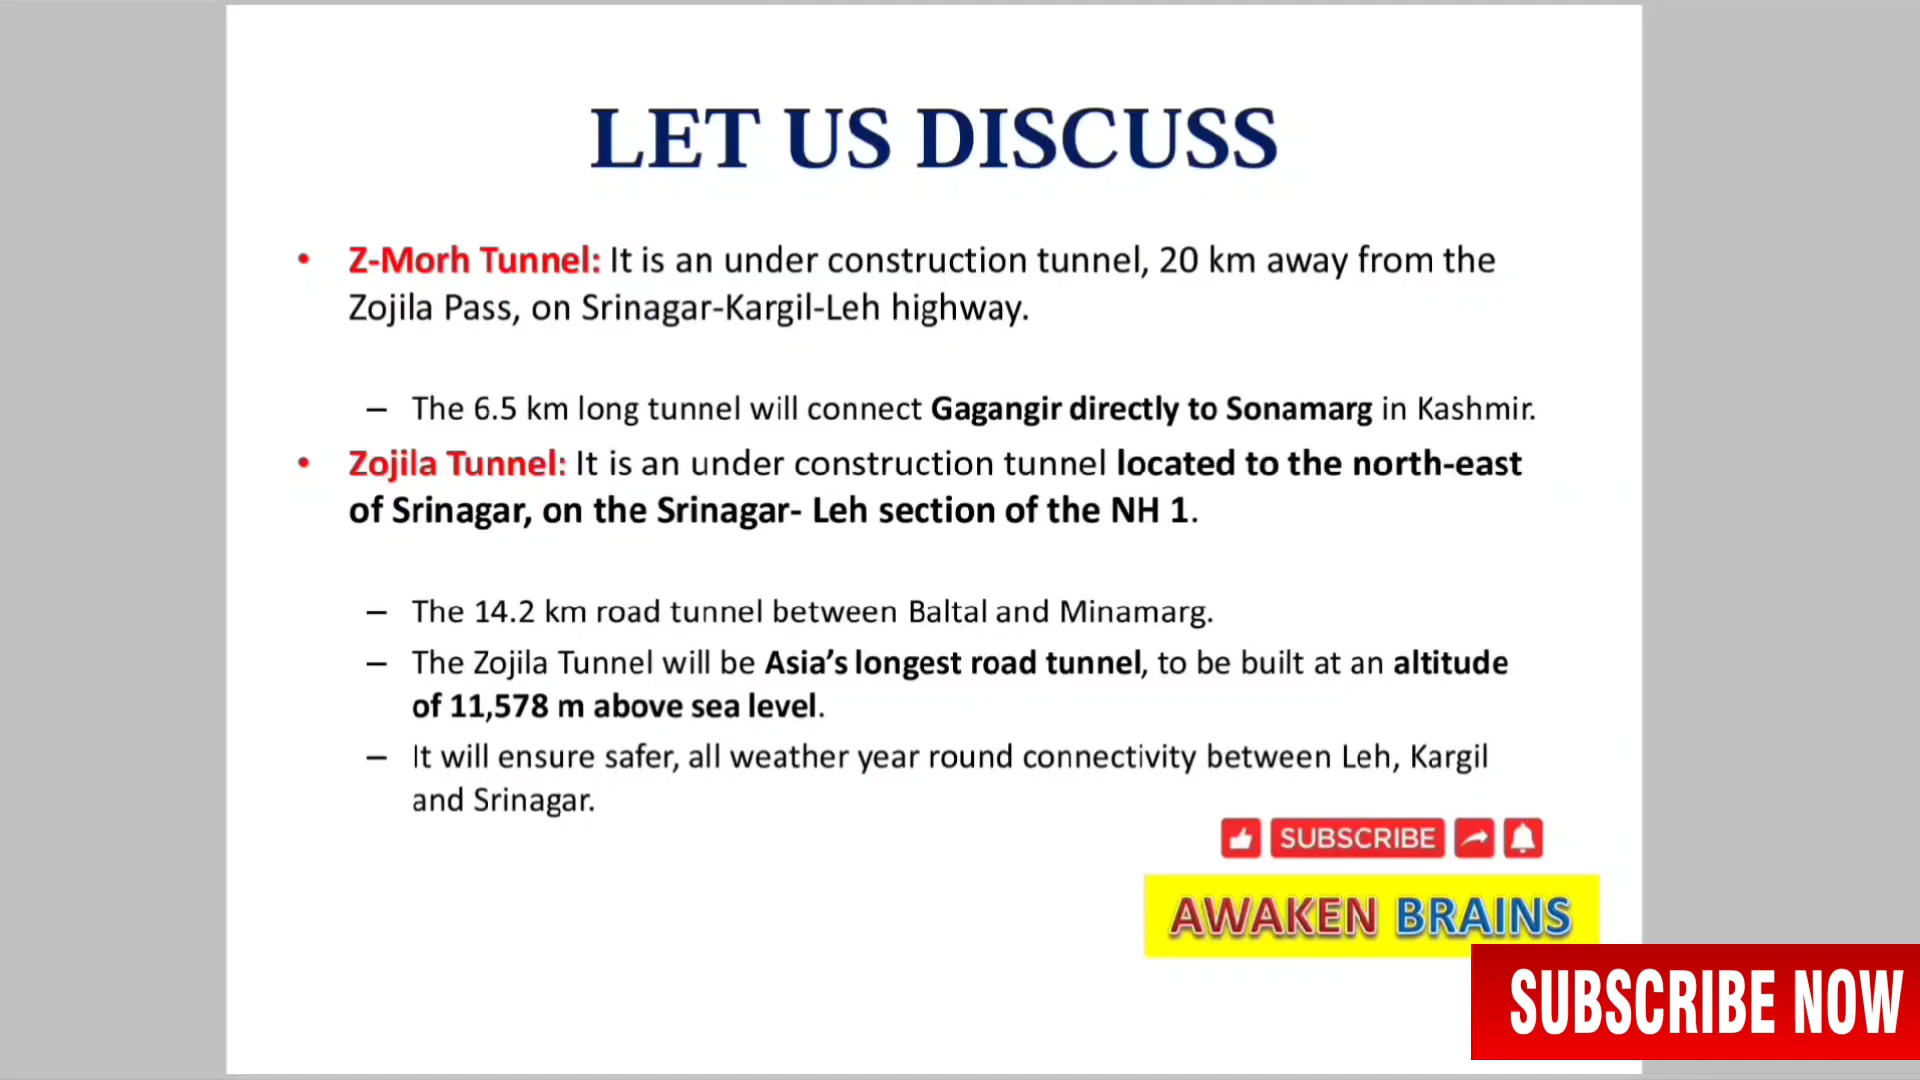 LET US DISCUSS
• Z-Morh Tunnel: It is an under construction tunnel, 20 km away from the
Zojila Pass, on Srinagar-Kargil-Leh highway.
– The 6.5 km long tunnel will connect Gagangir directly to Sonamarg in Kashmir.
• Zojila Tunnel: It is an under construction tunnel located to the north-east
of Srinagar, on the Srinagar- Leh section of the NH 1.
– The 14.2 km road tunnel between Baltal and Minamarg.
– The Zojila Tunnel will be Asia’s longest road tunnel, to be built at an altitude
of 11,578 m above sea level.
– It will ensure safer, all weather year round connectivity between Leh, Kargil
and Srinagar.
SUBSCRIBE
AWAKEN BRAINS
SUBSCRIBE NOW